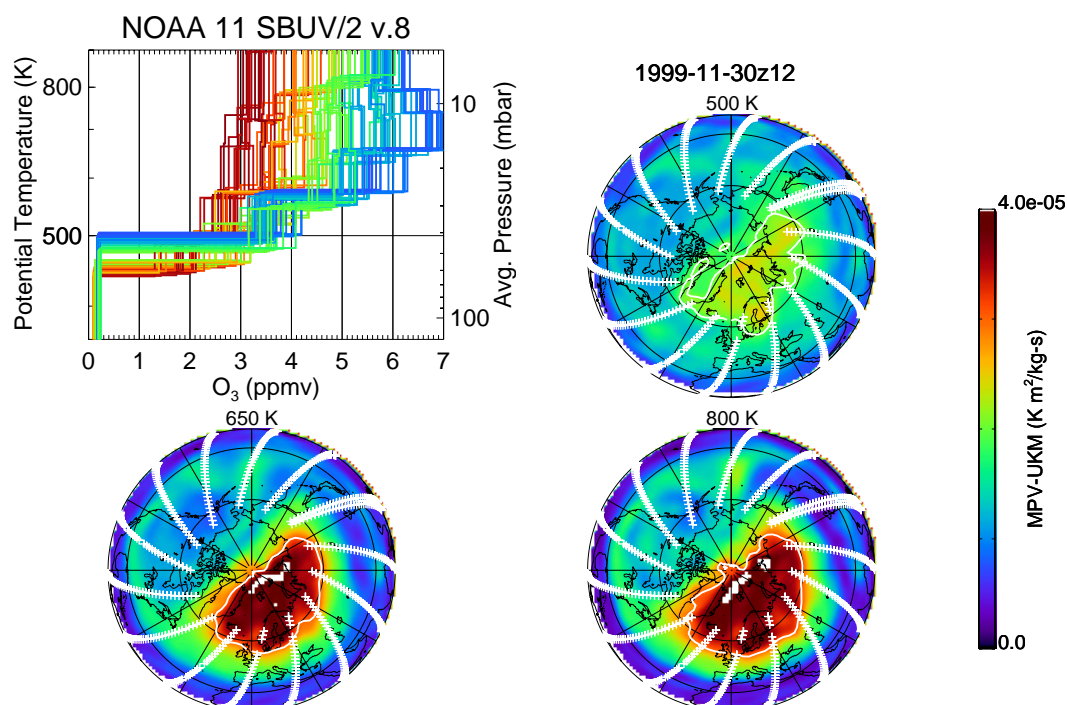 NOAA 11 SBUV/2 v.8
Potential Temperature (K)
800
500
10
100
Avg. Pressure (mbar)
0 1 2 3 4 5 6 7
O₃ (ppmv)
1999-11-30z12
500 K
650 K
800 K
4.0e-05
MPV-UKM (K m²/kg-s)
0.0